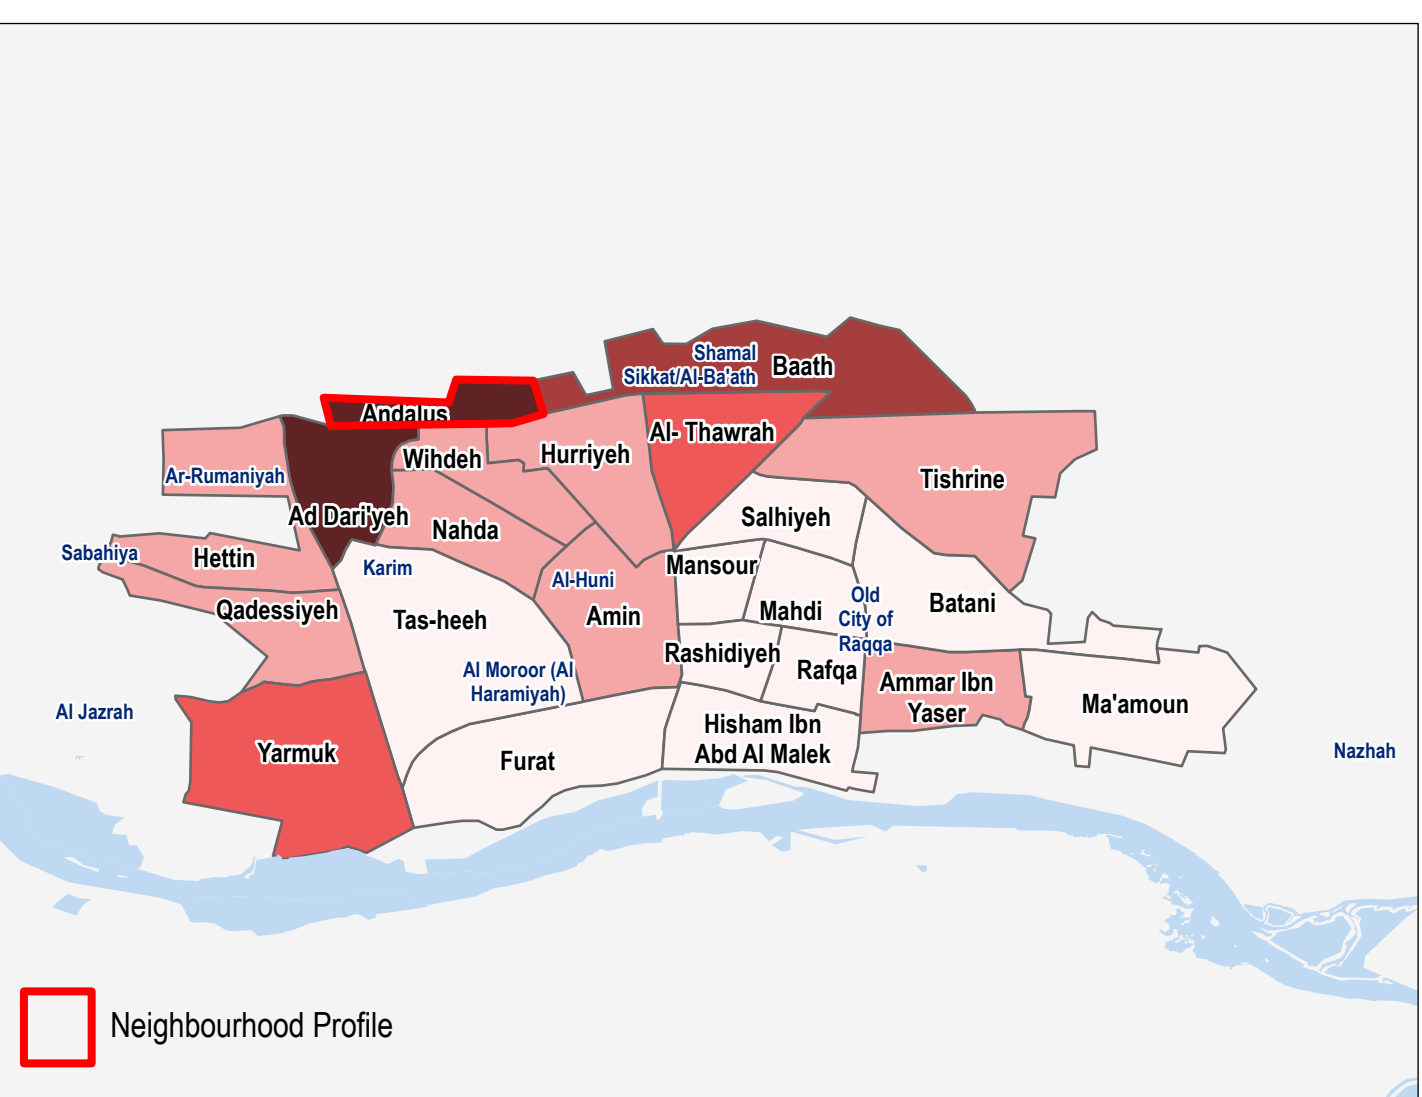 Shamal
Sikkat/Al-Ba'ath
Baath
Andalus
Al- Thawrah
Wihdeh
Hurriyeh
Ar-Rumaniyah
Tishrine
Ad Dari'yeh
Nahda
Salhiyeh
Sabahiya
Hettin
Karim
Mansour
Al-Huni
Qadessiyeh
Tas-heeh
Amin
Mahdi
Old
City of
Raqqa
Batani
Rashidiyeh
Rafqa
Al Moroor (Al
Haramiyah)
Ammar Ibn
Yaser
Ma'amoun
Al Jazrah
Hisham Ibn
Abd Al Malek
Yarmuk
Furat
Nazhah
Neighbourhood Profile